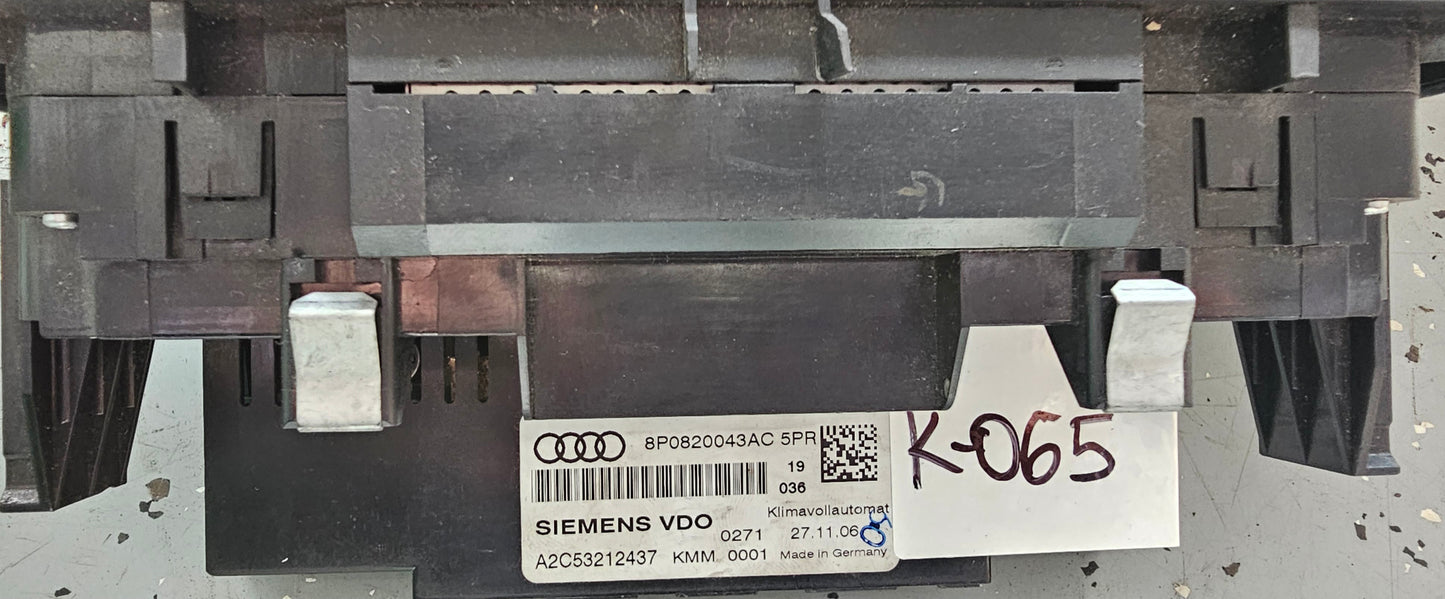 8P0820043AC 5PR
19
036
Klimavollautomat
SIEMENS VDO 0271 27.11.06
A2C53212437 KMM 0001 Made in Germany
K-065